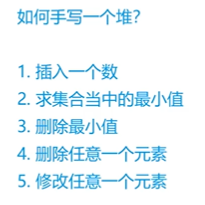 如何手写一个堆?
1. 插入一个数
2. 求集合当中的最小值
3. 删除最小值
4. 删除任意一个元素
5. 修改任意一个元素